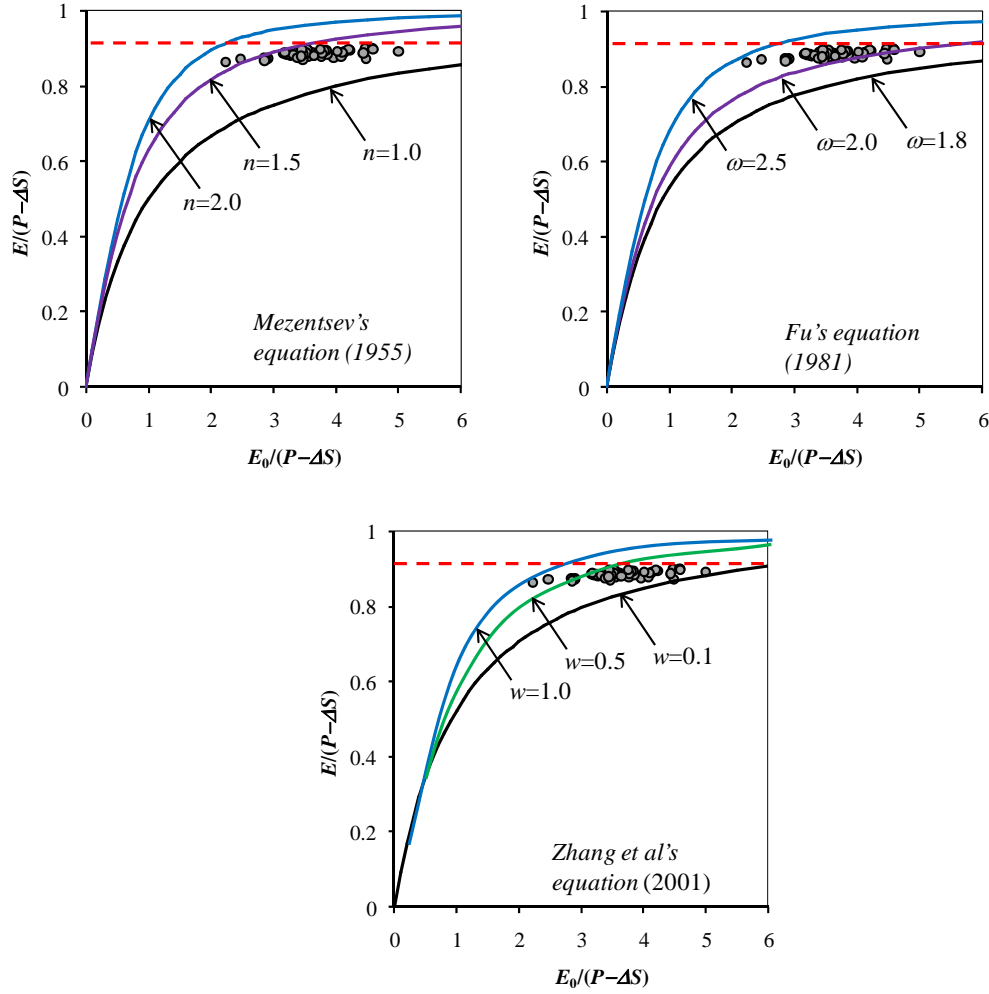 1
0.8
0.6
0.4
0.2
0
E/(P−ΔS)
0 1 2 3 4 5 6
E₀/(P−ΔS)
n=1.5
n=1.0
n=2.0
Mezentsev's
equation (1955)
1
0.8
0.6
0.4
0.2
0
E/(P−ΔS)
0 1 2 3 4 5 6
E₀/(P−ΔS)
ω=2.5
ω=2.0
ω=1.8
Fu's equation
(1981)
1
0.8
0.6
0.4
0.2
0
E/(P−ΔS)
0 1 2 3 4 5 6
E₀/(P−ΔS)
w=1.0
w=0.5
w=0.1
Zhang et al's
equation (2001)